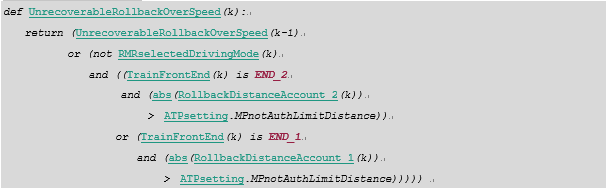 def UnrecoverableRollbackOverSpeed(k):
return (UnrecoverableRollbackOverSpeed(k-1)
or (not RMRselectedDrivingMode(k)
and ((TrainFrontEnd(k) is END_2
and (abs(RollbackDistanceAccount_2(k))
> ATPsetting.MPnotAuthLimitDistance))
or (TrainFrontEnd(k) is END_1
and (abs(RollbackDistanceAccount_1(k))
> ATPsetting.MPnotAuthLimitDistance)))))